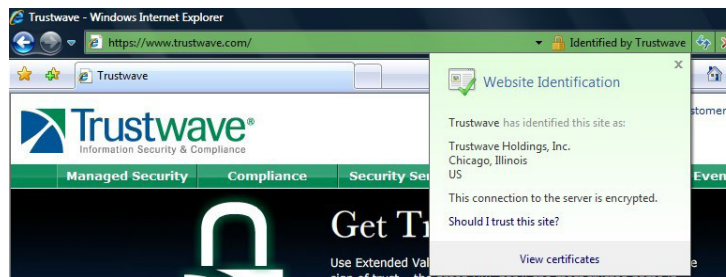 Trustwave - Windows Internet Explorer
https://www.trustwave.com/
Identified by Trustwave
Trustwave
Website Identification
Trustwave has identified this site as:
Trustwave Holdings, Inc.
Chicago, Illinois
US
This connection to the server is encrypted.
Should I trust this site?
View certificates
stomer
Trustwave®
Information Security & Compliance
Managed Security
Compliance
Security Ser
Even
Get T
Use Extended Val